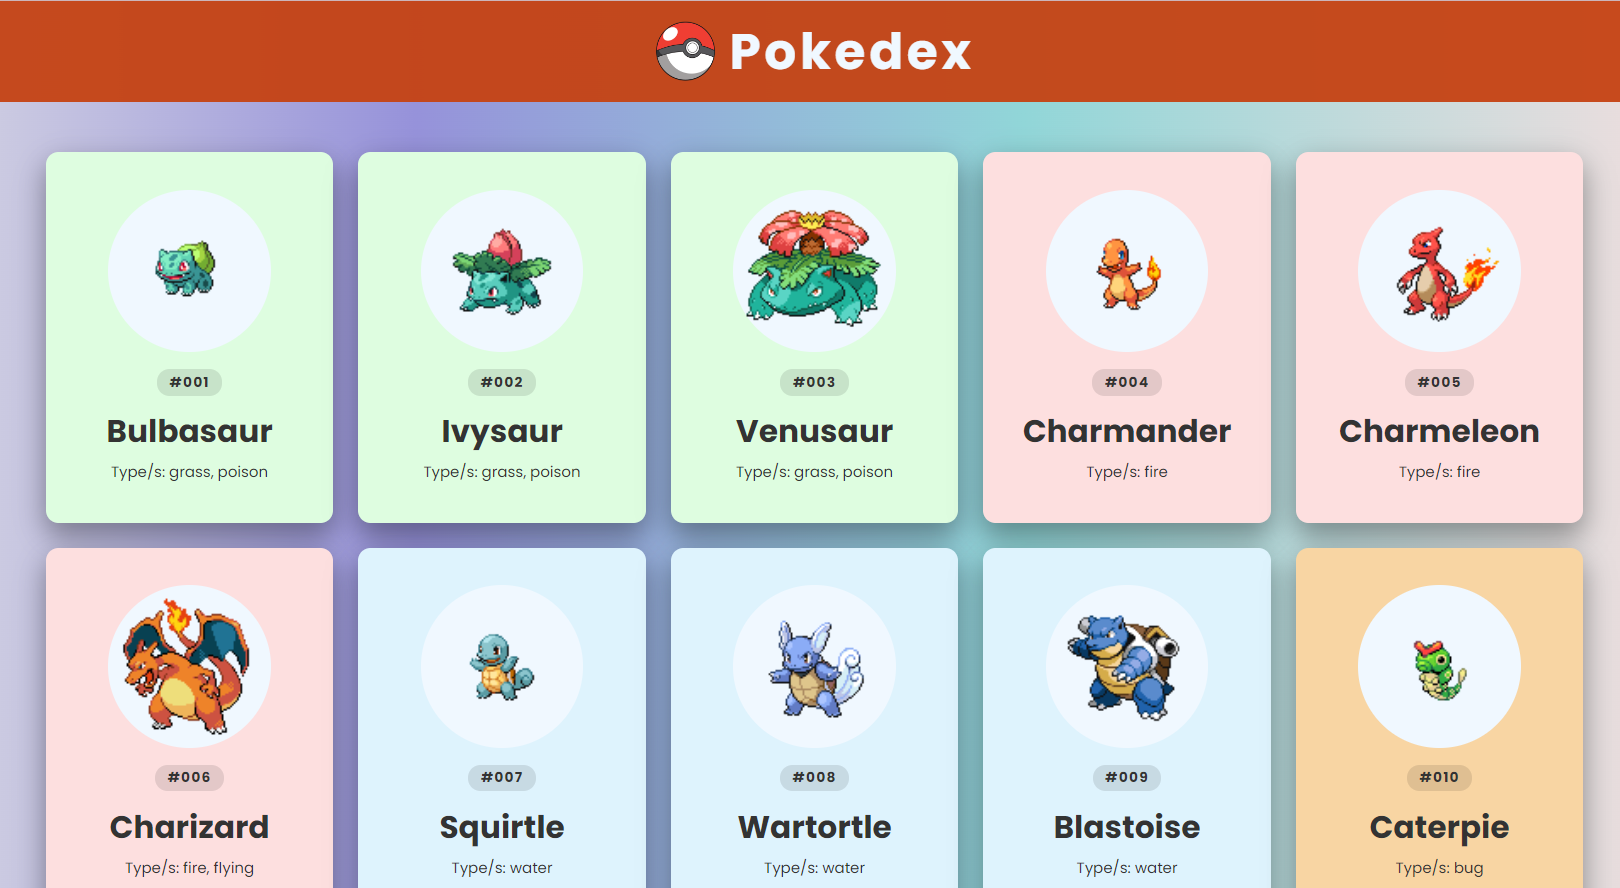 Pokedex
#001
Bulbasaur
Type/s: grass, poison
#002
Ivysaur
Type/s: grass, poison
#003
Venusaur
Type/s: grass, poison
#004
Charmander
Type/s: fire
#005
Charmeleon
Type/s: fire
#006
Charizard
Type/s: fire, flying
#007
Squirtle
Type/s: water
#008
Wartortle
Type/s: water
#009
Blastoise
Type/s: water
#010
Caterpie
Type/s: bug